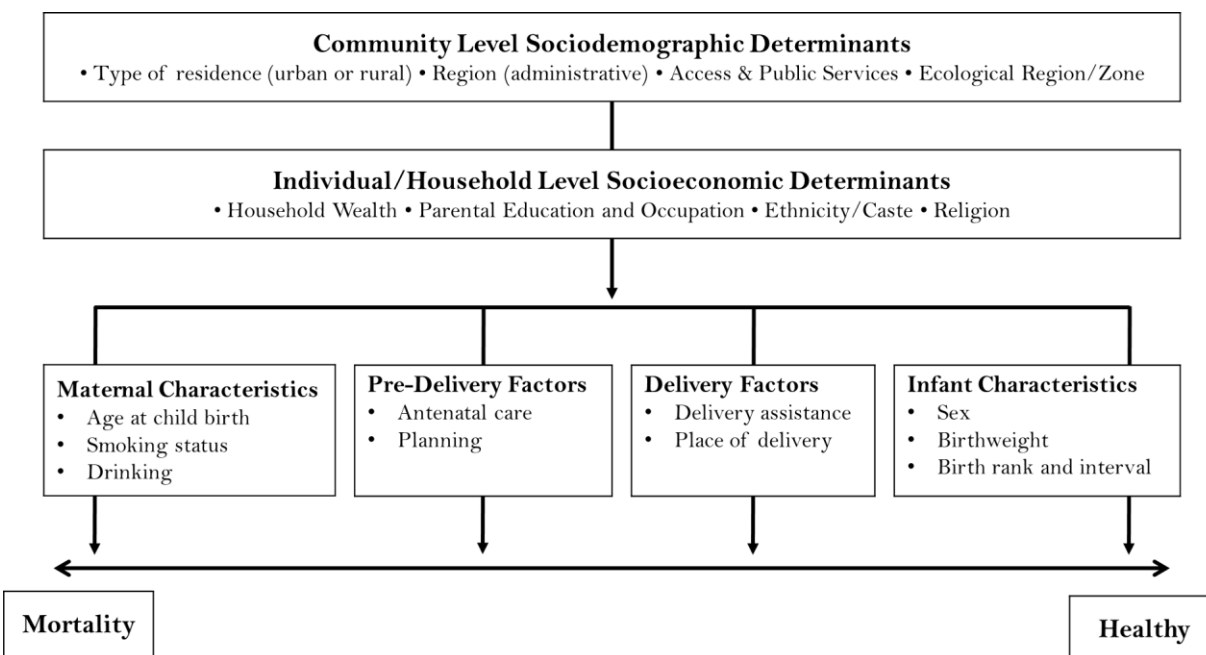 Community Level Sociodemographic Determinants
• Type of residence (urban or rural) • Region (administrative) • Access & Public Services • Ecological Region/Zone
Individual/Household Level Socioeconomic Determinants
• Household Wealth • Parental Education and Occupation • Ethnicity/Caste • Religion
Maternal Characteristics
• Age at child birth
• Smoking status
• Drinking
Pre-Delivery Factors
• Antenatal care
• Planning
Delivery Factors
• Delivery assistance
• Place of delivery
Infant Characteristics
• Sex
• Birthweight
• Birth rank and interval
Mortality
Healthy